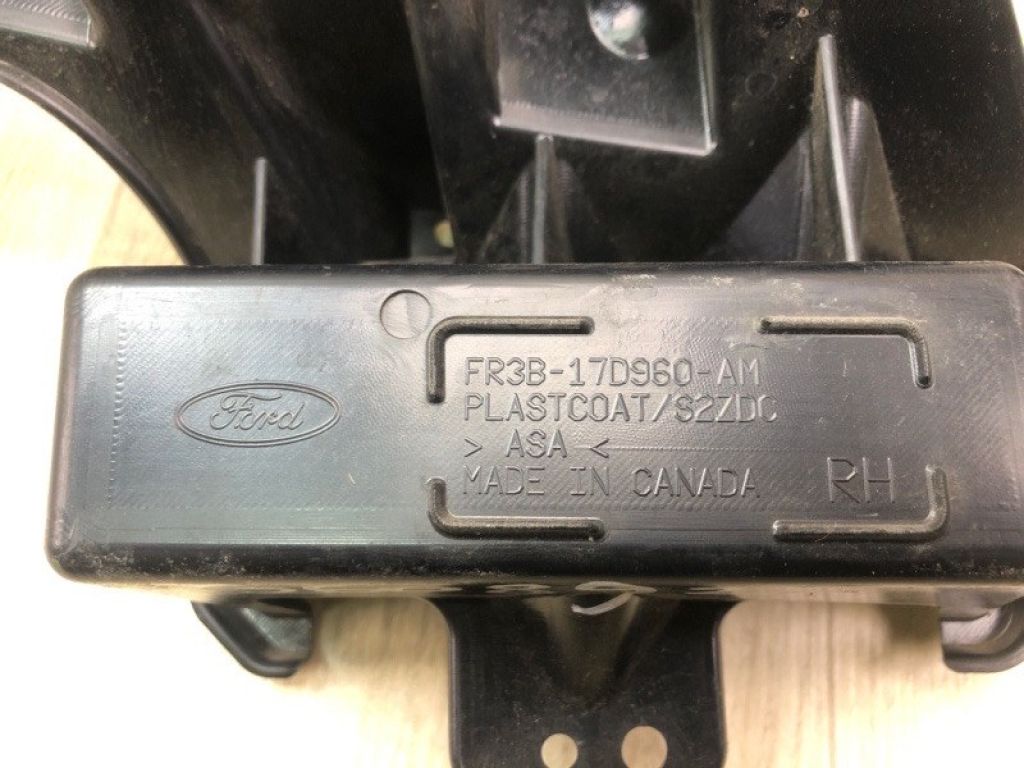 Ford
FR3B-17D960-AM
PLASTCOAT/S2ZDC
> ASA <
MADE IN CANADA
RH